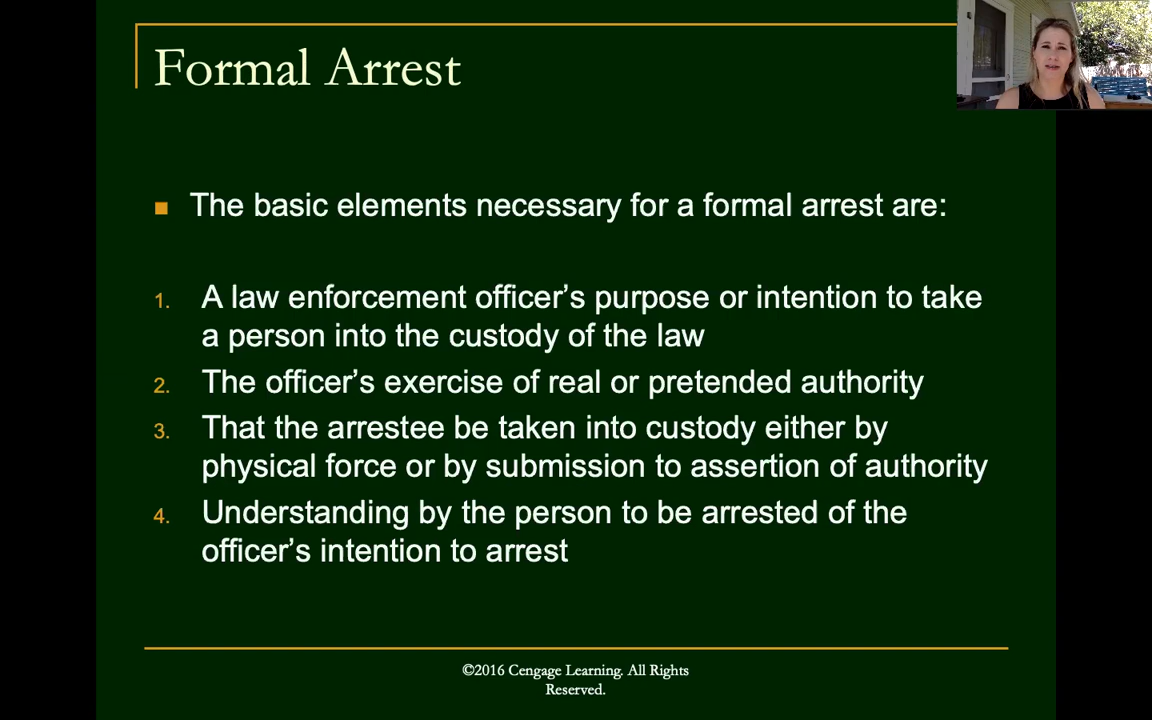 Formal Arrest
The basic elements necessary for a formal arrest are:
1. A law enforcement officer’s purpose or intention to take
a person into the custody of the law
2. The officer’s exercise of real or pretended authority
3. That the arrestee be taken into custody either by
physical force or by submission to assertion of authority
4. Understanding by the person to be arrested of the
officer’s intention to arrest
©2016 Cengage Learning. All Rights
Reserved.